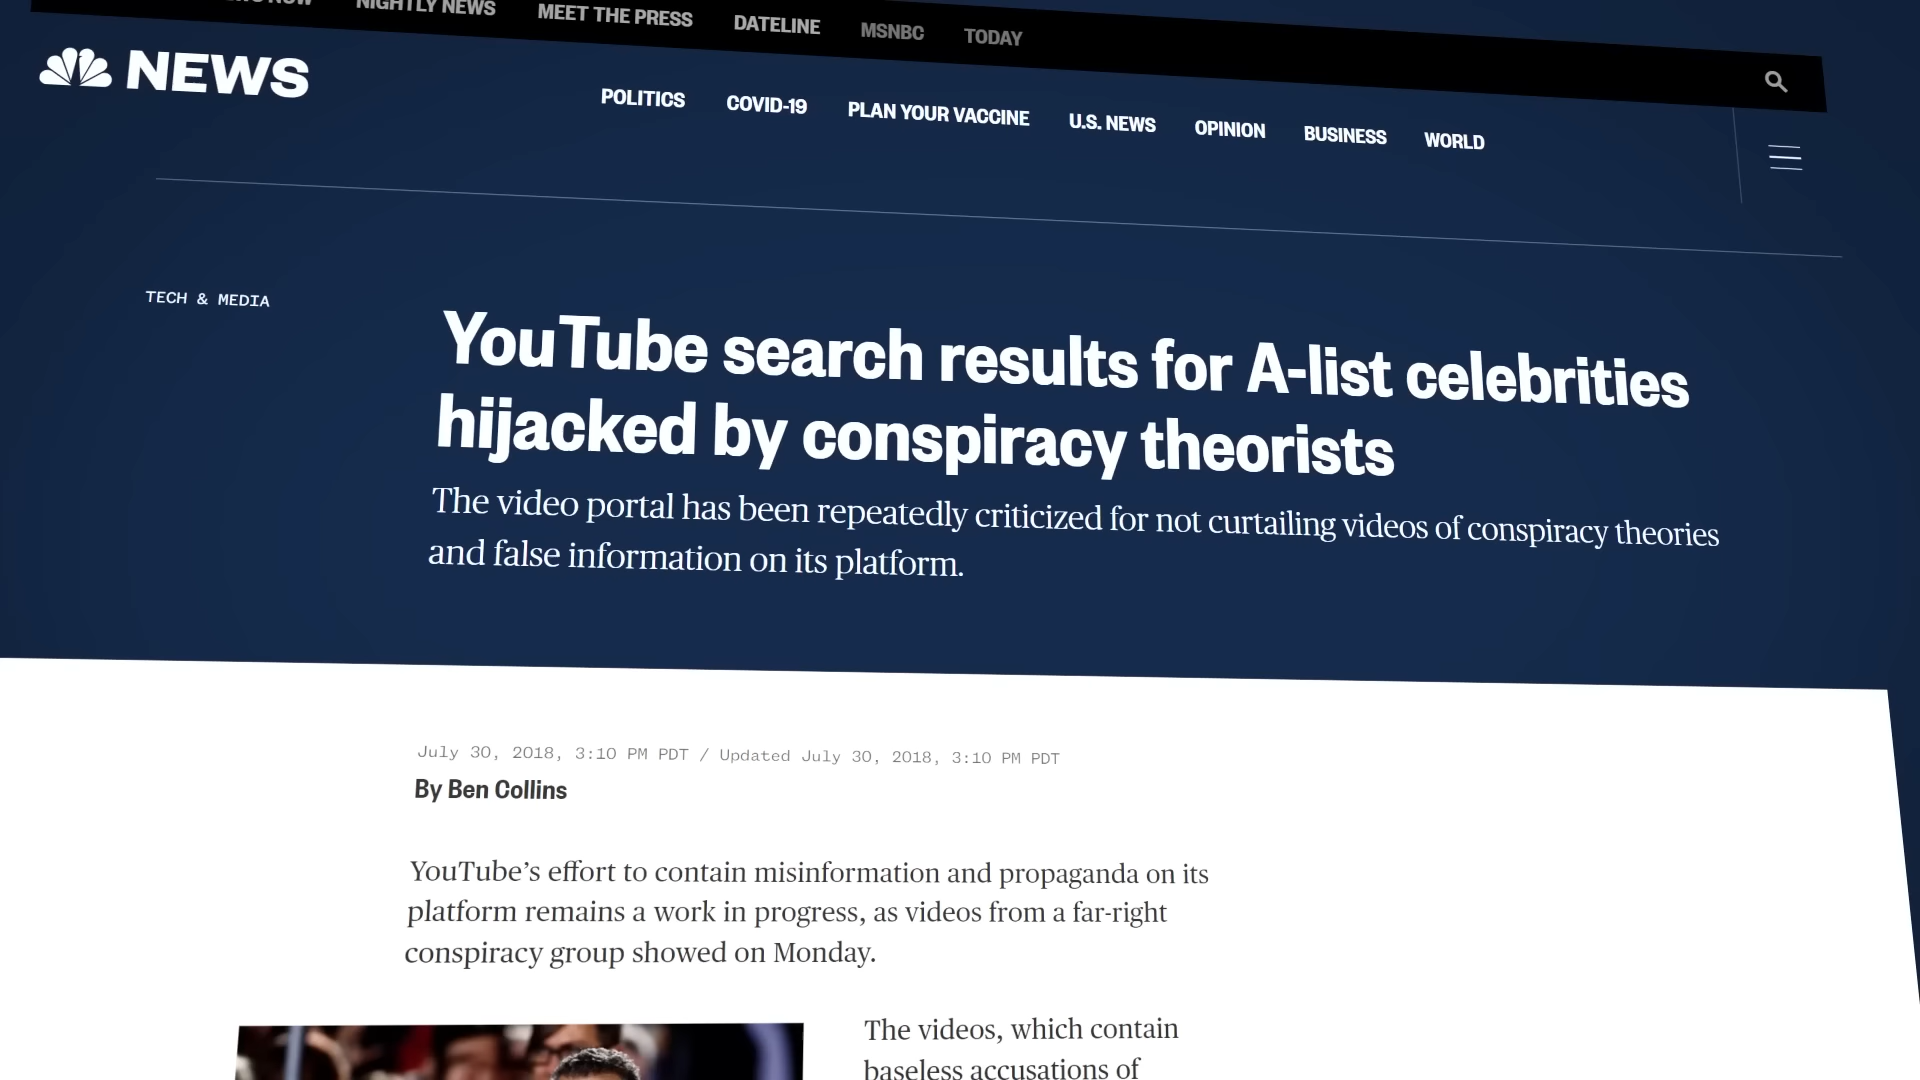 NIGHTLY NEWS MEET THE PRESS DATELINE MSNBC TODAY
NEWS
POLITICS COVID-19 PLAN YOUR VACCINE U.S. NEWS OPINION BUSINESS WORLD
TECH & MEDIA
YouTube search results for A-list celebrities
hijacked by conspiracy theorists
The video portal has been repeatedly criticized for not curtailing videos of conspiracy theories
and false information on its platform.
July 30, 2018, 3:10 PM PDT / Updated July 30, 2018, 3:10 PM PDT
By Ben Collins
YouTube’s effort to contain misinformation and propaganda on its
platform remains a work in progress, as videos from a far-right
conspiracy group showed on Monday.
The videos, which contain
baseless accusations of